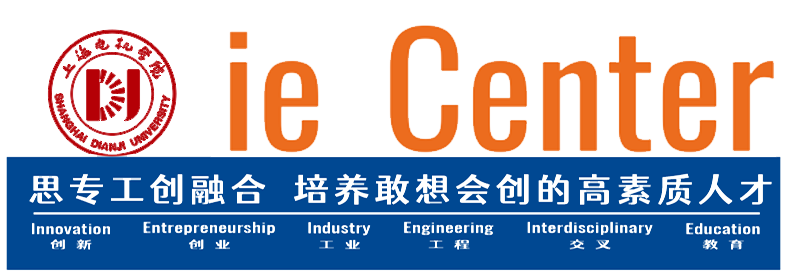 上海电机学院
DJ
SHANGHAI DIANJI UNIVERSITY
ie Center
思专工创融合 培养敢想会创的高素质人才
Innovation Entrepreneurship Industry Engineering Interdisciplinary Education
创新 创业 工业 工程 交叉 教育